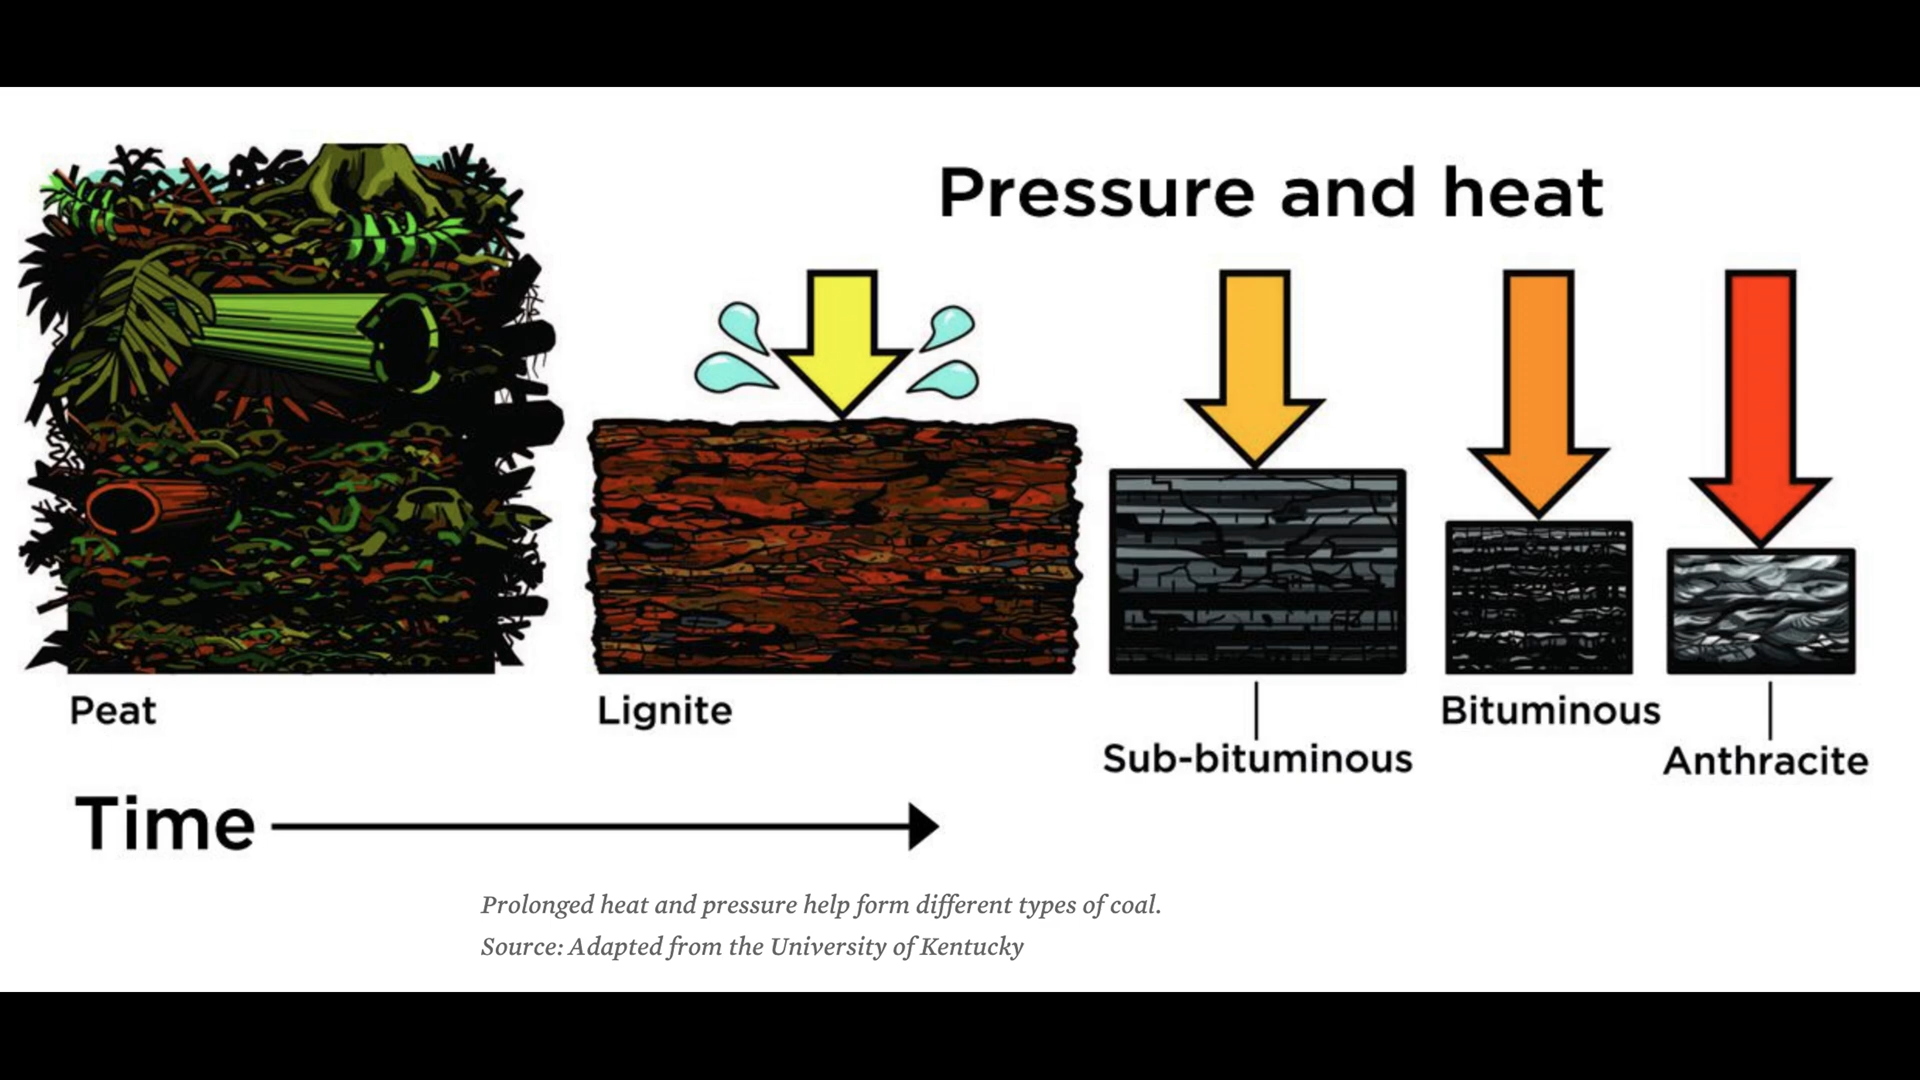 Pressure and heat
Peat
Lignite
Sub-bituminous
Bituminous
Anthracite
Time
Prolonged heat and pressure help form different types of coal.
Source: Adapted from the University of Kentucky